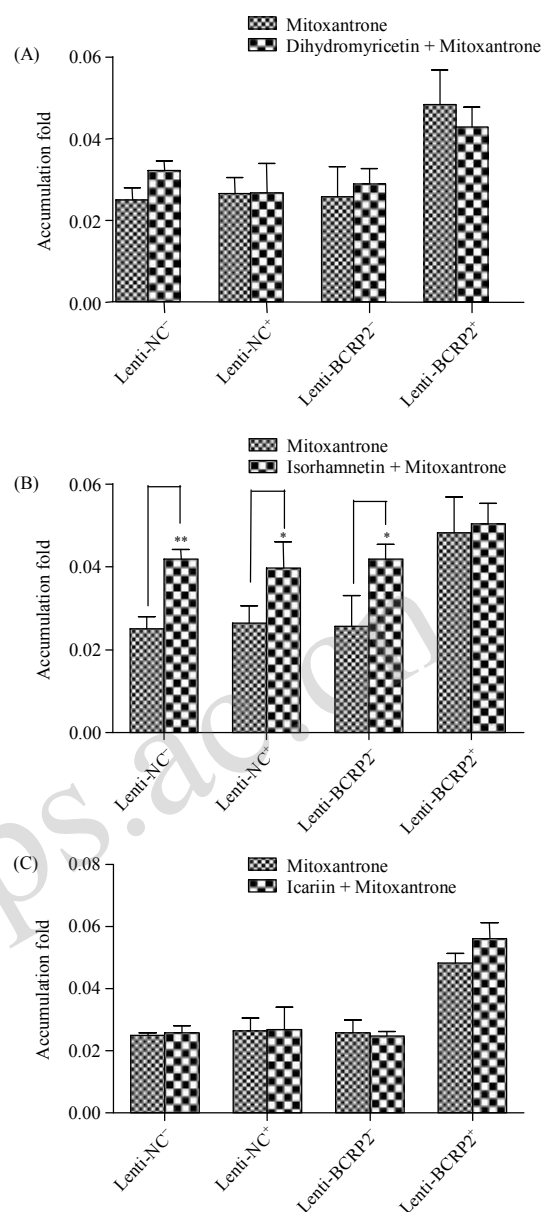 (A)
Mitoxantrone
Dihydromyricetin + Mitoxantrone
Accumulation fold
0.06
0.04
0.02
0.00
Lenti-NC⁻
Lenti-NC⁺
Lenti-BCRP2⁻
Lenti-BCRP2⁺
(B)
Mitoxantrone
Isorhamnetin + Mitoxantrone
Accumulation fold
0.06
0.04
0.02
0.00
**
*
*
Lenti-NC⁻
Lenti-NC⁺
Lenti-BCRP2⁻
Lenti-BCRP2⁺
(C)
Mitoxantrone
Icariin + Mitoxantrone
Accumulation fold
0.08
0.06
0.04
0.02
0.00
Lenti-NC⁻
Lenti-NC⁺
Lenti-BCRP2⁻
Lenti-BCRP2⁺
ps.ac.cn